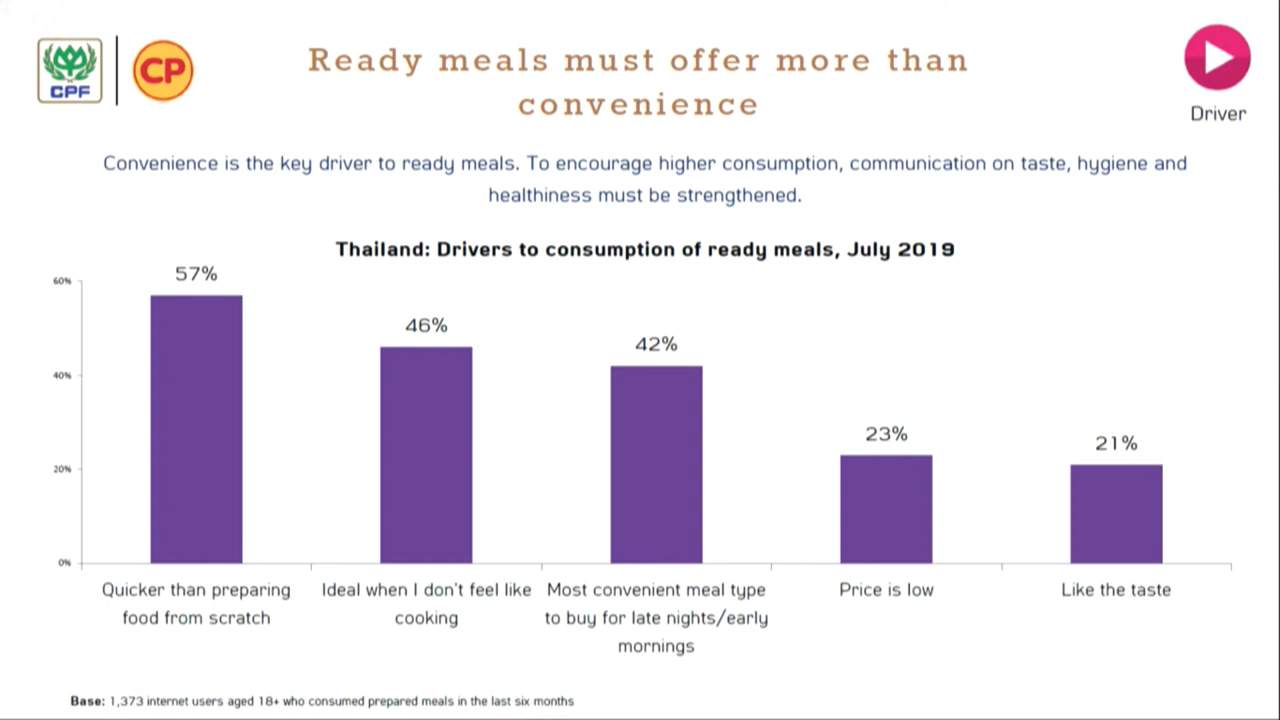 CPF
CP
Ready meals must offer more than
convenience
Driver
Convenience is the key driver to ready meals. To encourage higher consumption, communication on taste, hygiene and
healthiness must be strengthened.
Thailand: Drivers to consumption of ready meals, July 2019
60%
40%
20%
0%
57%
46%
42%
23%
21%
Quicker than preparing
food from scratch
Ideal when I don't feel like
cooking
Most convenient meal type
to buy for late nights/early
mornings
Price is low
Like the taste
Base: 1,373 internet users aged 18+ who consumed prepared meals in the last six months